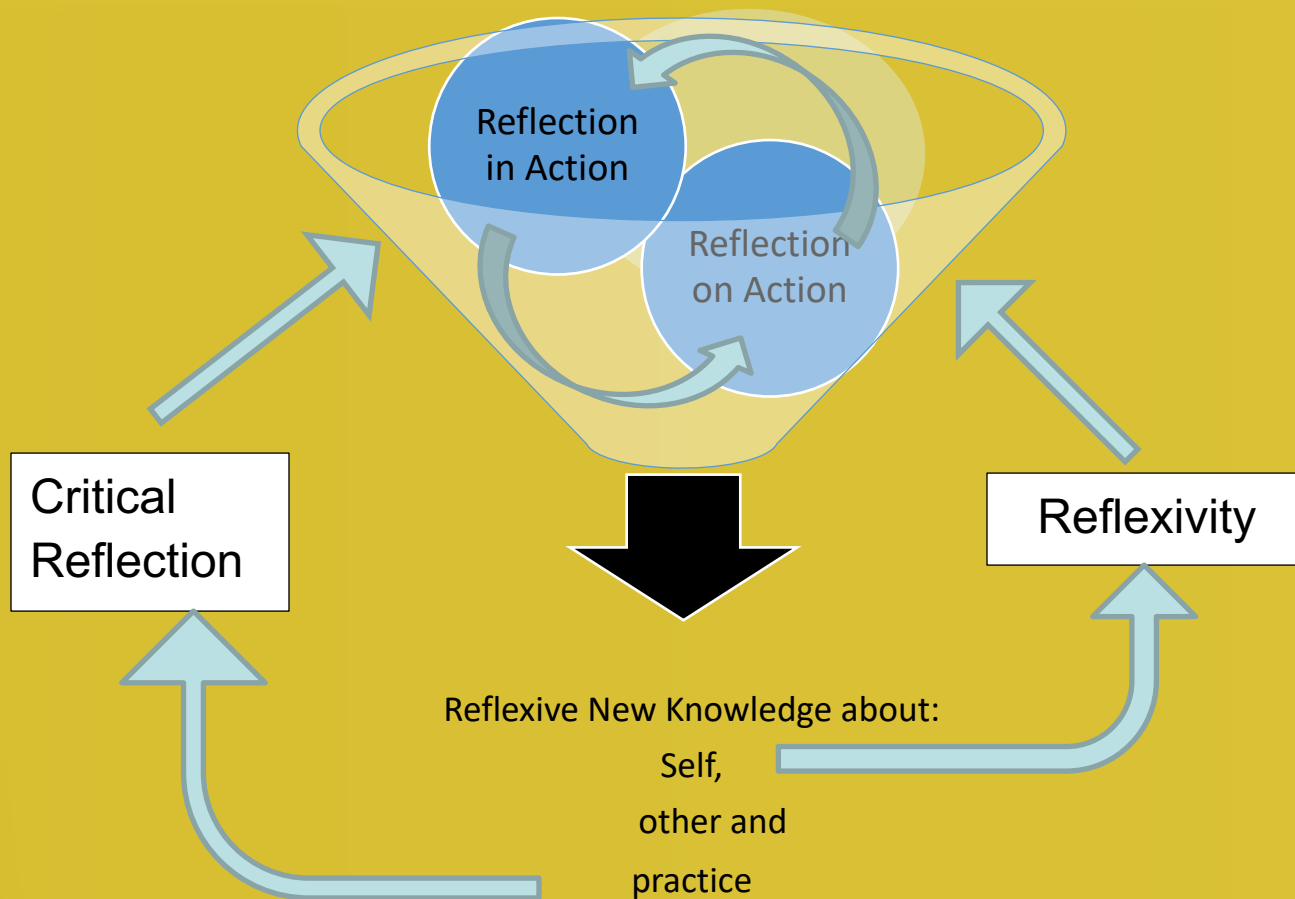 Reflection
in Action
Reflection
on Action
Critical
Reflection
Reflexivity
Reflexive New Knowledge about:
Self,
other and
practice